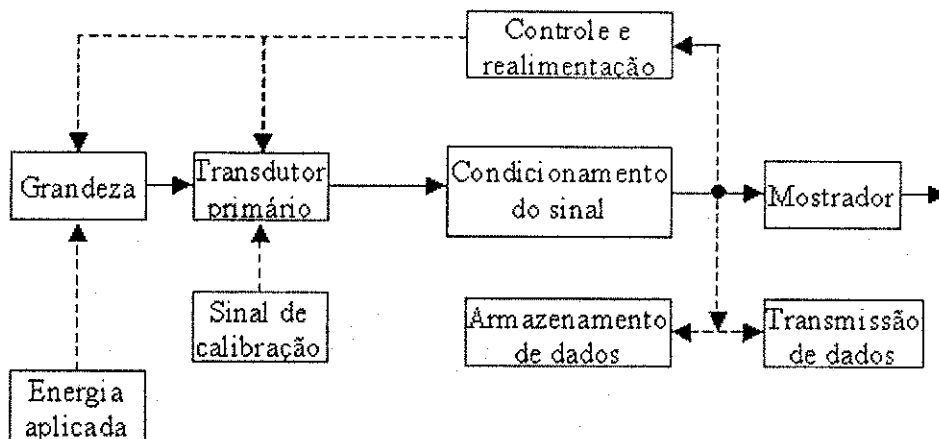 Controle e
realimentação
Grandeza
Transdutor
primário
Condicionamento
do sinal
Mostrador
Sinal de
calibração
Armazenamento
de dados
Transmissão
de dados
Energia
aplicada